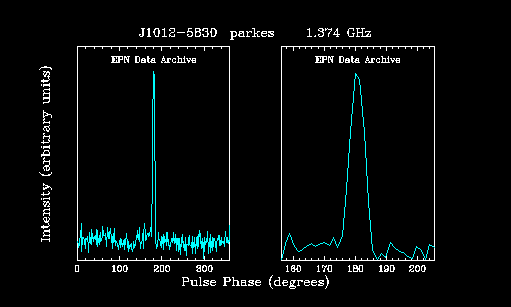 J1012-5830 parkes 1.374 GHz
EPN Data Archive
EPN Data Archive
Intensity (arbitrary units)
0 100 200 300
160 170 180 190 200
Pulse Phase (degrees)